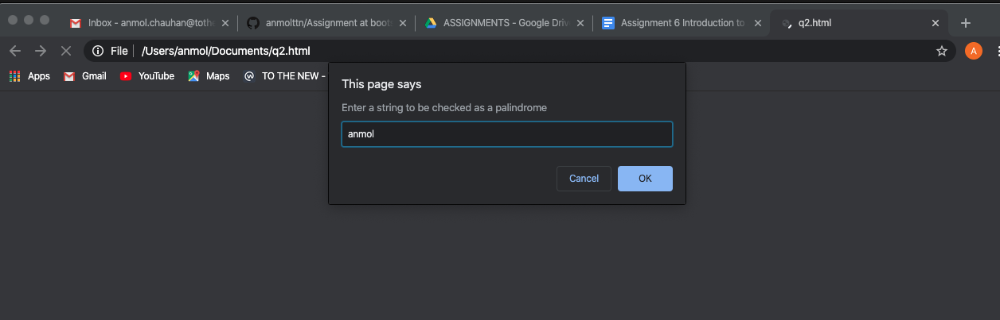 Inbox - anmol.chauhan@tothe
anmolttn/Assignment at boots
ASSIGNMENTS - Google Drive
Assignment 6 Introduction to
q2.html
File
/Users/anmol/Documents/q2.html
A
Apps
Gmail
YouTube
Maps
TO THE NEW -
This page says
Enter a string to be checked as a palindrome
anmol
Cancel
OK